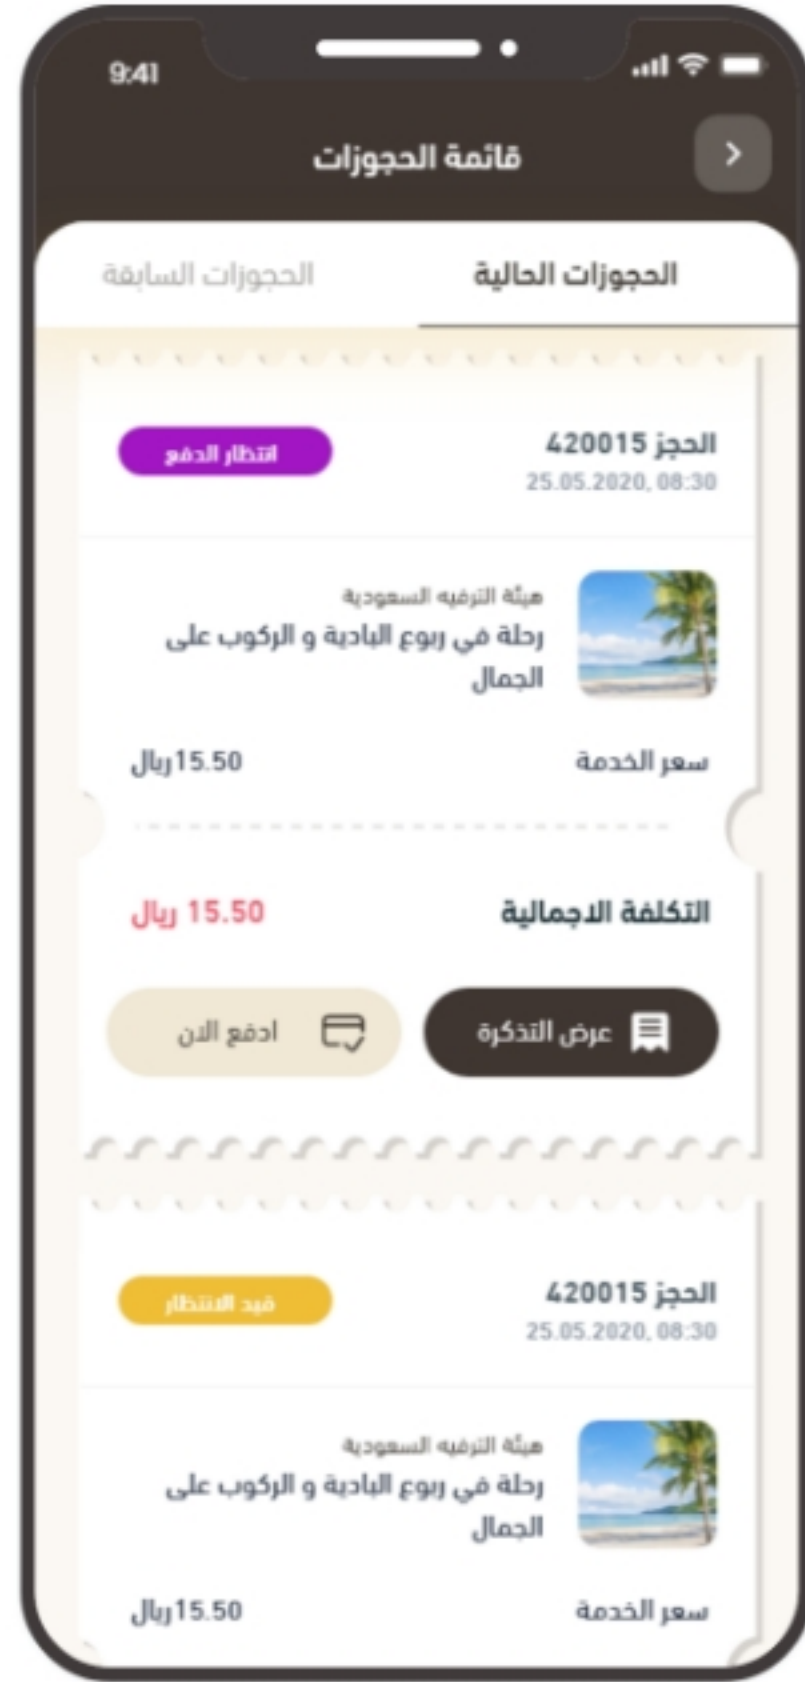 9:41
قائمة الحجوزات
الحجوزات الحالية
الحجوزات السابقة
الحجز 420015
انتظار الدفع
25.05.2020, 08:30
هيئة الترفيه السعودية
رحلة في ربوع البادية و الركوب على
الجمال
سعر الخدمة
15.50ريال
التكلفة الاجمالية
15.50 ريال
عرض التذكرة
ادفع الان
الحجز 420015
قيد الانتظار
25.05.2020, 08:30
هيئة الترفيه السعودية
رحلة في ربوع البادية و الركوب على
الجمال
سعر الخدمة
15.50ريال